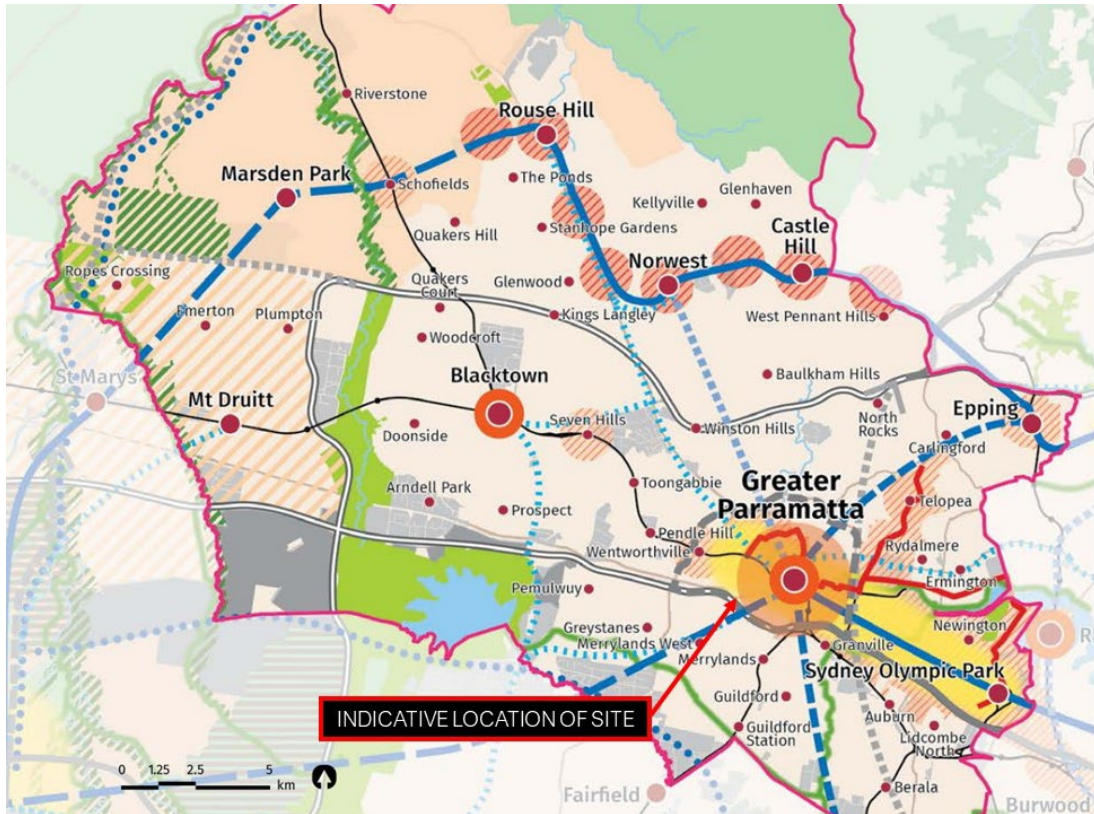 Riverstone
Rouse Hill
Marsden Park
Schofields
The Ponds
Glenhaven
Kellyville
Quakers Hill
Stanhope Gardens
Castle
Hill
Norwest
Ropes Crossing
Quakers
Court
Glenwood
Emerton
Plumpton
Kings Langley
West Pennant Hills
Woodcroft
St Marys
Blacktown
Baulkham Hills
Mt Druitt
North
Rocks
Epping
Doonside
Seven Hills
Winston Hills
Carlingford
Greater
Parramatta
Toongabbie
Arndell Park
Telopea
Prospect
Pendle Hill
Wentworthville
Rydalmere
Pemulwuy
Ermington
Greystanes
Newington
Merrylands West
Merrylands
Granville
Sydney Olympic Park
INDICATIVE LOCATION OF SITE
Guildford
Auburn
Guildford
Station
Lidcombe
North
0 1.25 2.5 5
km
Fairfield
Berala
Burwood